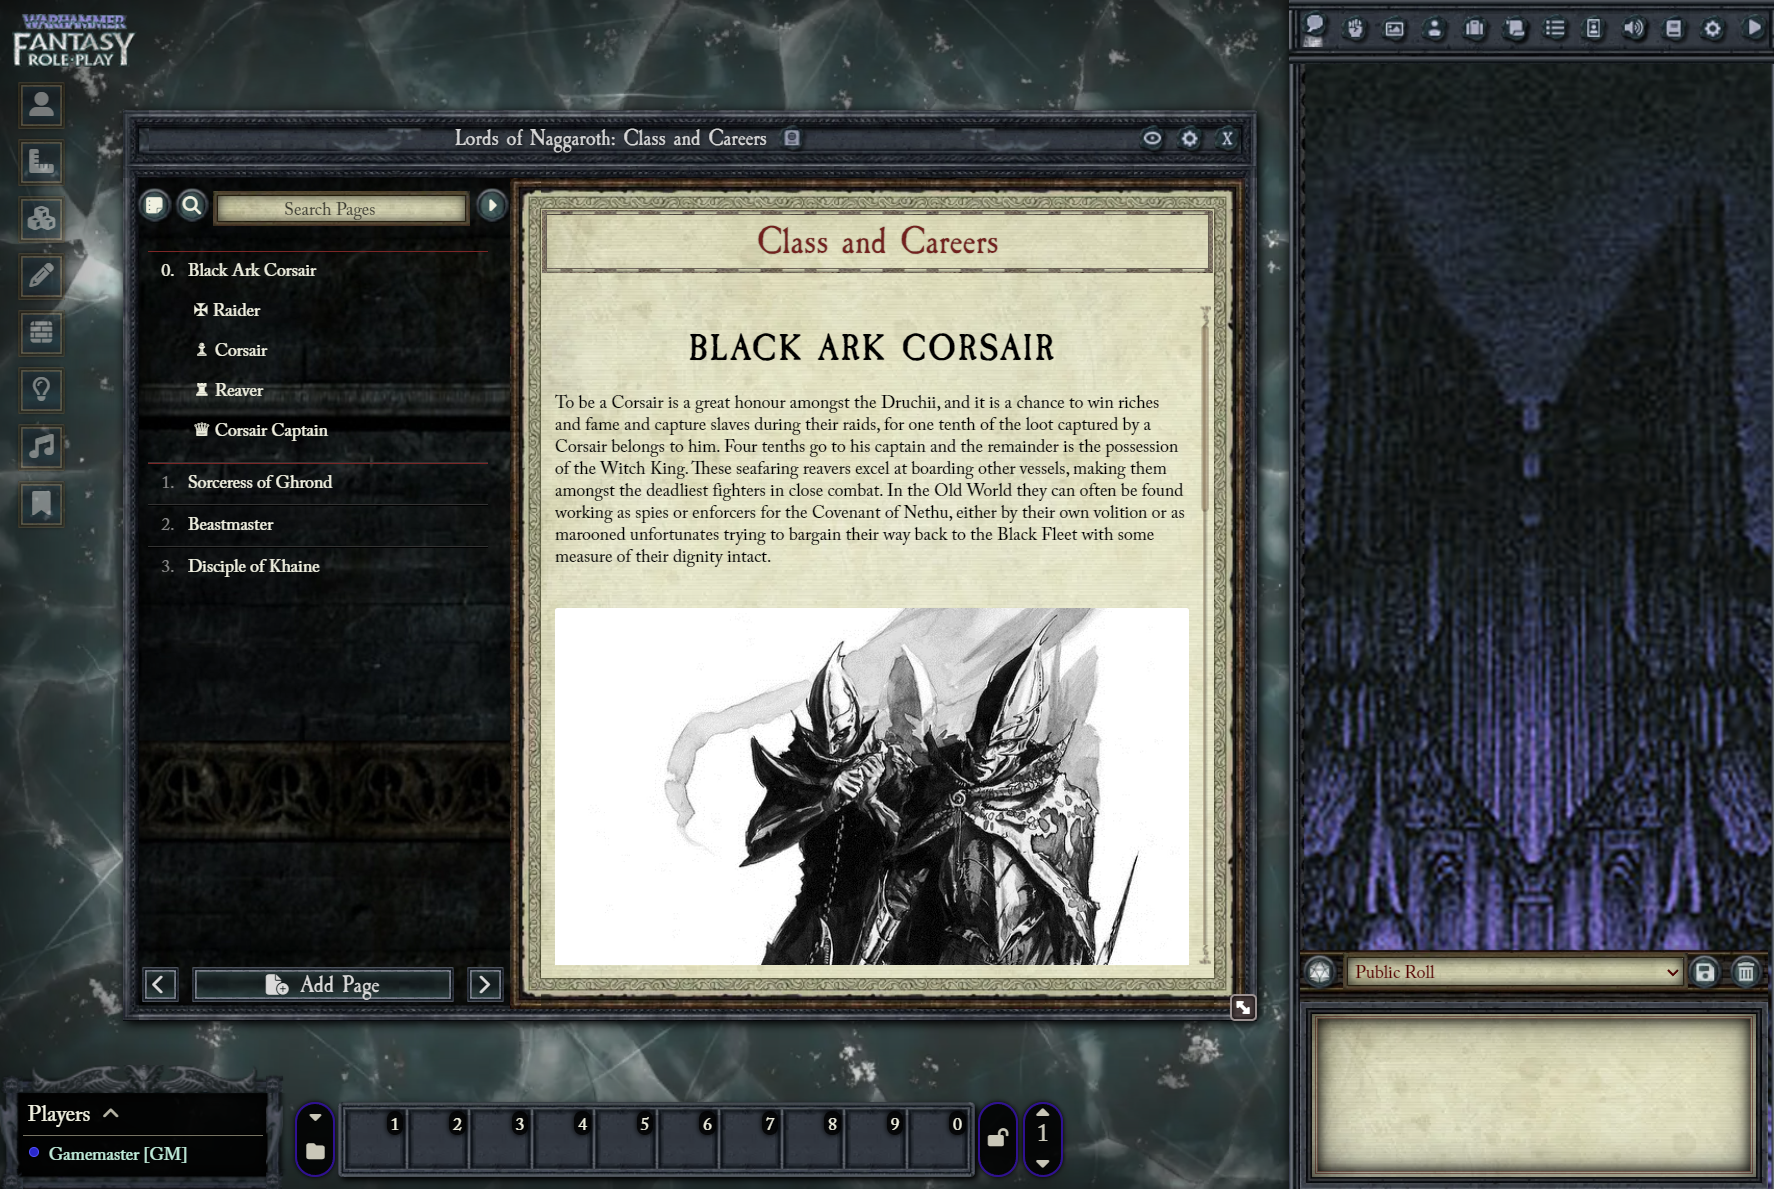 WARHAMMER
FANTASY
ROLE·PLAY
Lords of Naggaroth: Class and Careers
X
Search Pages
0. Black Ark Corsair
Raider
Corsair
Reaver
Corsair Captain
1. Sorceress of Ghrond
2. Beastmaster
3. Disciple of Khaine
Add Page
Class and Careers
BLACK ARK CORSAIR
To be a Corsair is a great honour amongst the Druchii, and it is a chance to win riches
and fame and capture slaves during their raids, for one tenth of the loot captured by a
Corsair belongs to him. Four tenths go to his captain and the remainder is the possession
of the Witch King. These seafaring reavers excel at boarding other vessels, making them
amongst the deadliest fighters in close combat. In the Old World they can often be found
working as spies or enforcers for the Covenant of Nethu, either by their own volition or as
marooned unfortunates trying to bargain their way back to the Black Fleet with some
measure of their dignity intact.
Public Roll
Players
Gamemaster [GM]
1 2 3 4 5 6 7 8 9 0
1